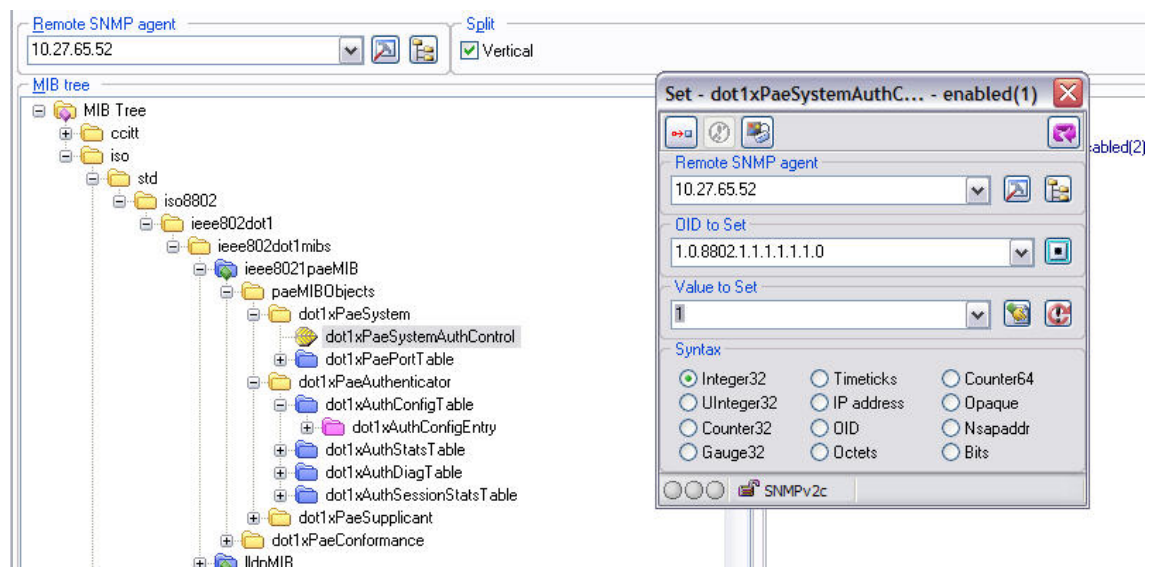 Remote SNMP agent
10.27.65.52
Split
Vertical
MIB tree
MIB Tree
ccitt
iso
std
iso8802
ieee802dot1
ieee802dot1mibs
ieee8021paeMIB
paeMIBObjects
dot1xPaeSystem
dot1xPaeSystemAuthControl
dot1xPaePortTable
dot1xPaeAuthenticator
dot1xAuthConfigTable
dot1xAuthConfigEntry
dot1xAuthStatsTable
dot1xAuthDiagTable
dot1xAuthSessionStatsTable
dot1xPaeSupplicant
dot1xPaeConformance
lldpMIB
Set - dot1xPaeSystemAuthC... - enabled(1)
abled(2)
Remote SNMP agent
10.27.65.52
OID to Set
1.0.8802.1.1.1.1.1.1.0
Value to Set
1
Syntax
Integer32 Timeticks Counter64
UInteger32 IP address Opaque
Counter32 OID Nsapaddr
Gauge32 Octets Bits
SNMPv2c